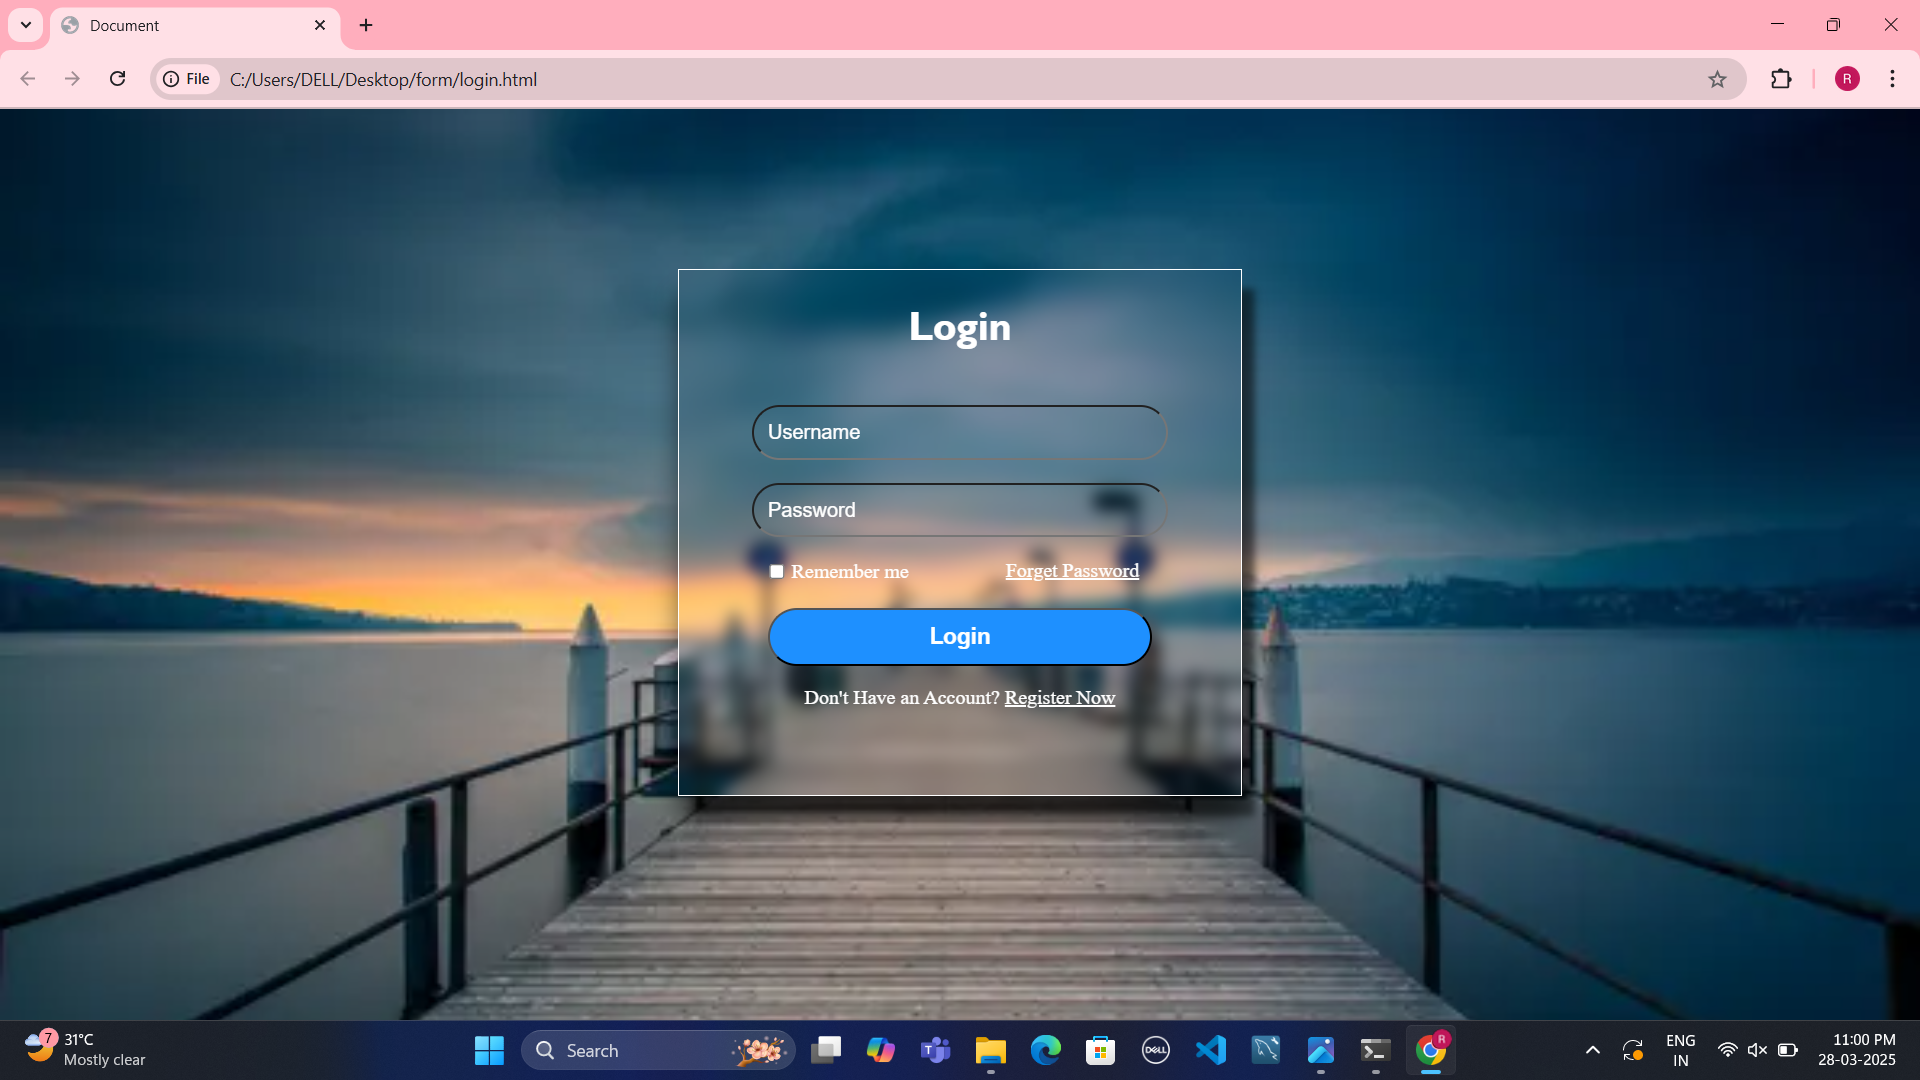 Document
File
C:/Users/DELL/Desktop/form/login.html
R
Login
Username
Password
Remember me
Forget Password
Login
Don't Have an Account? Register Now
7
31°C
Mostly clear
Search
T
DELL
R
ENG
IN
11:00 PM
28-03-2025